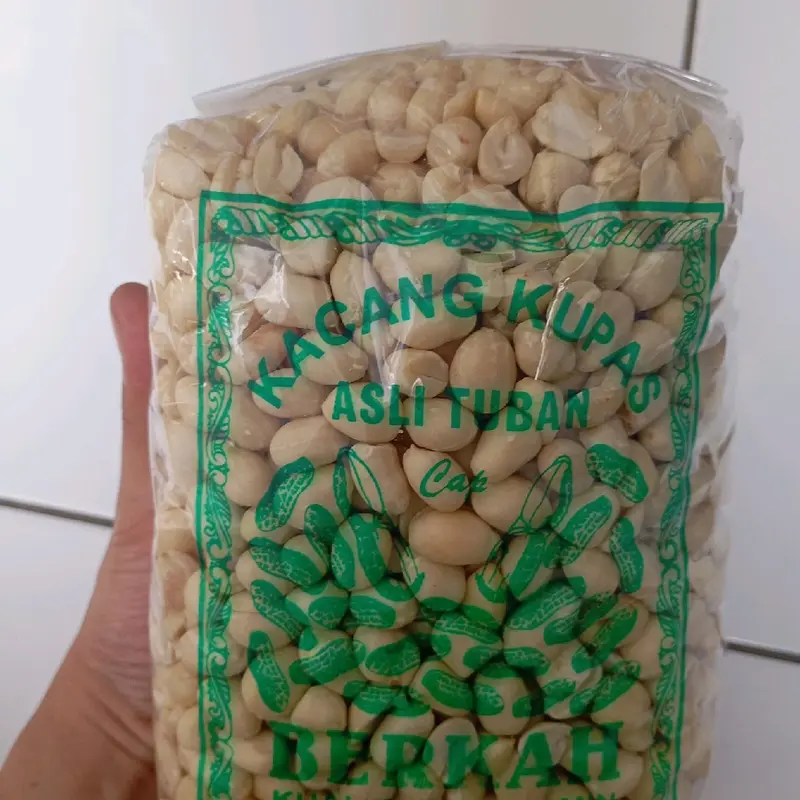 KACANG KUPAS
ASLI TUBAN
Cap
BERKAH